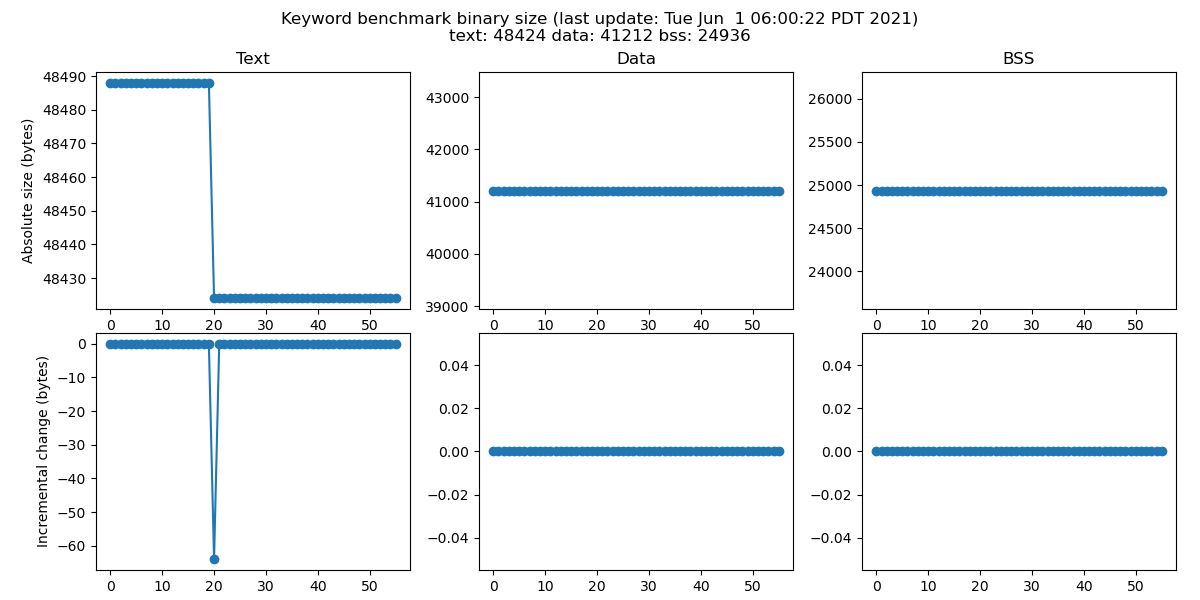 Keyword benchmark binary size (last update: Tue Jun  1 06:00:22 PDT 2021)
text: 48424 data: 41212 bss: 24936
Text
Data
BSS
Absolute size (bytes)
48490
48480
48470
48460
48450
48440
48430
0 10 20 30 40 50
43000
42000
41000
40000
39000
0 10 20 30 40 50
26000
25500
25000
24500
24000
0 10 20 30 40 50
Incremental change (bytes)
0
−10
−20
−30
−40
−50
−60
0 10 20 30 40 50
0.04
0.02
0.00
−0.02
−0.04
0 10 20 30 40 50
0.04
0.02
0.00
−0.02
−0.04
0 10 20 30 40 50